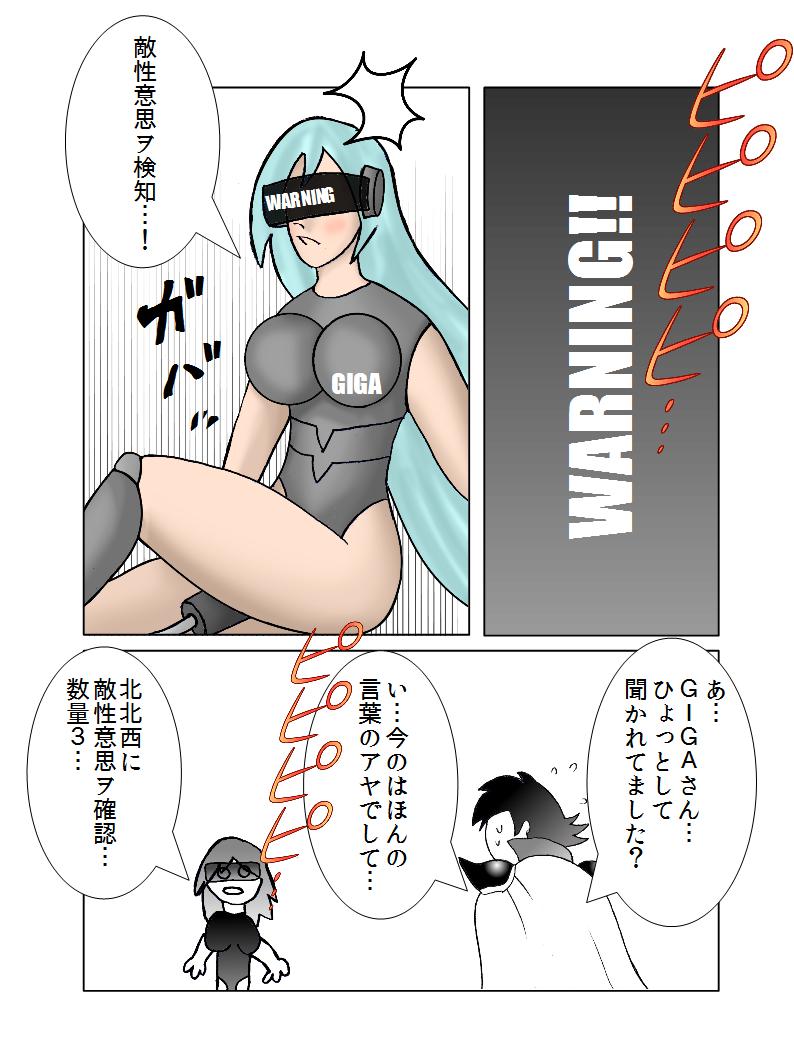 ピピピピ…
WARNING!!
敵性意思ヲ検知…！
WARNING
GIGA
ガバッ
あ…
ＧＩＧＡさん…
ひょっとして
聞かれてました？
い…今のはほんの
言葉のアヤでして…
ピピピピ…
北北西に
敵性意思ヲ確認…
数量３…